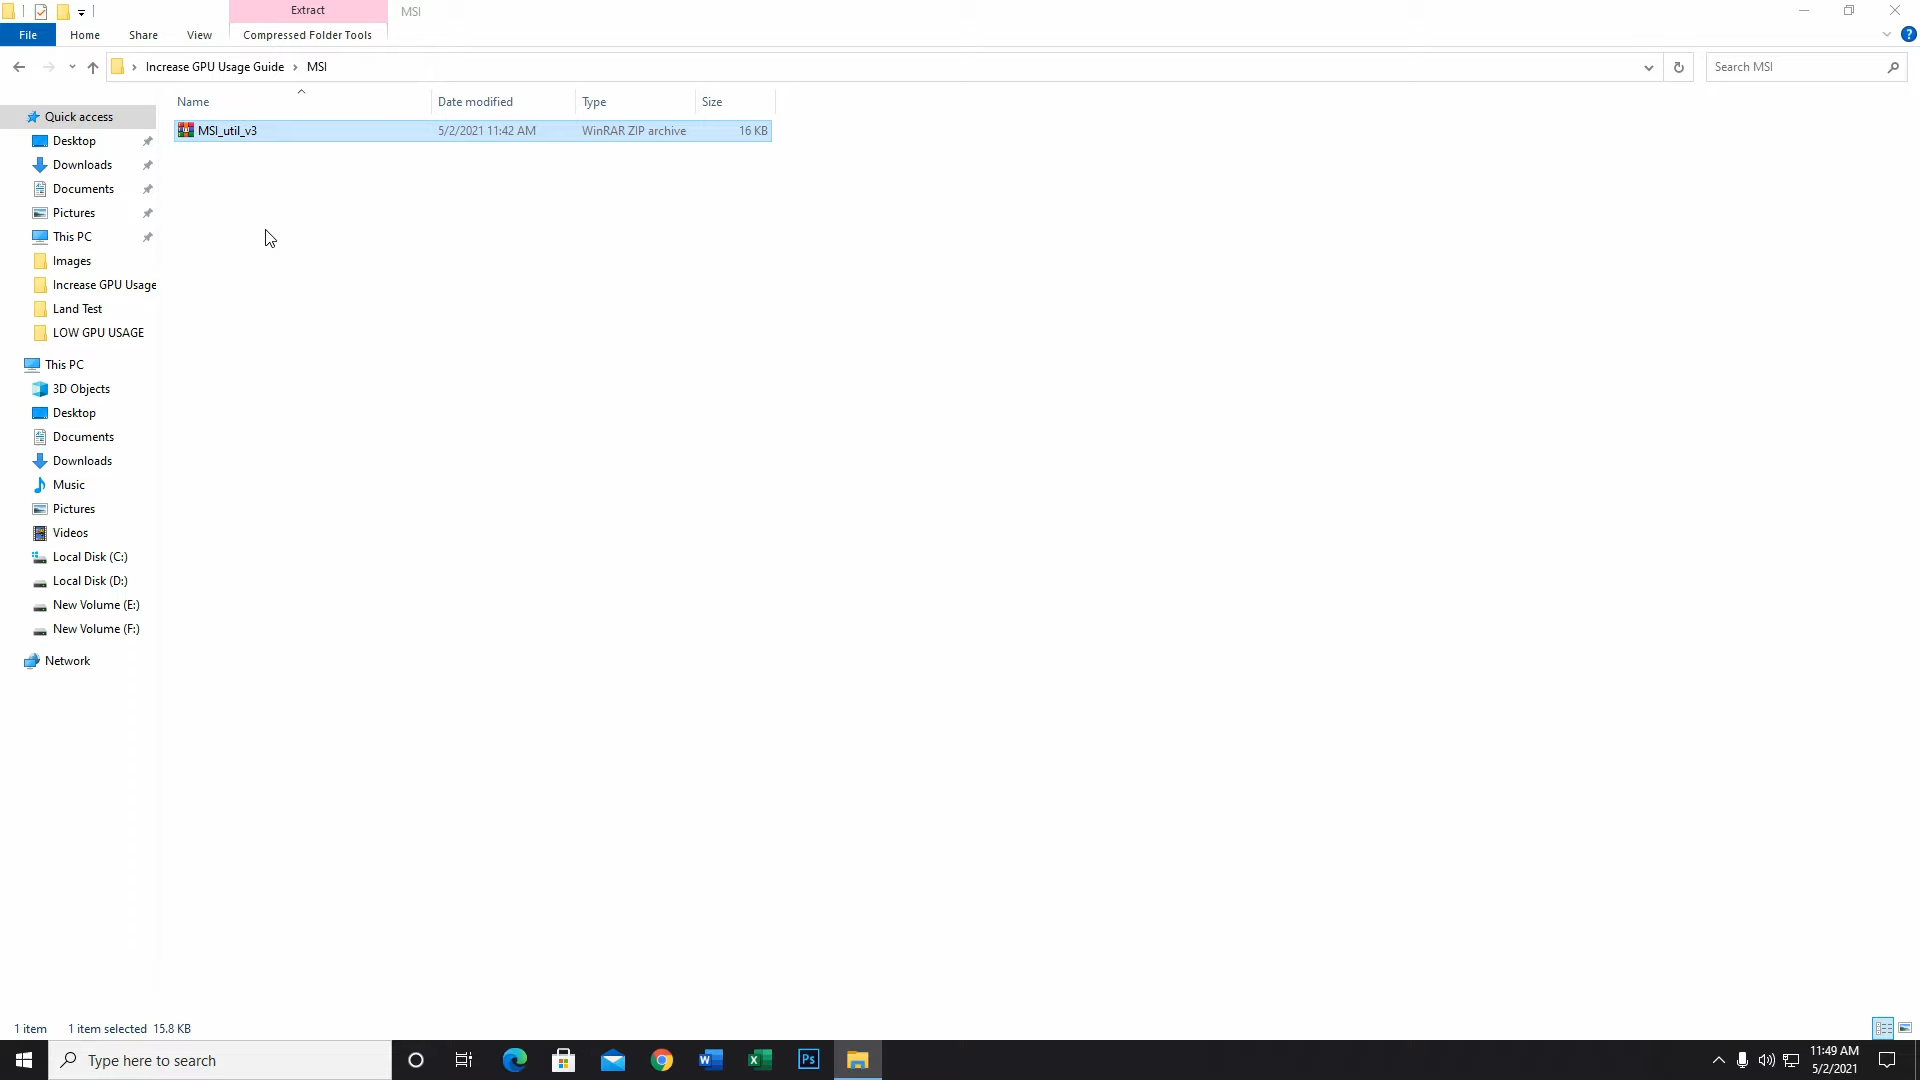 Extract
MSI
File
Home
Share
View
Compressed Folder Tools
Increase GPU Usage Guide
MSI
Search MSI
Name
Date modified
Type
Size
MSI_util_v3
5/2/2021 11:42 AM
WinRAR ZIP archive
16 KB
Quick access
Desktop
Downloads
Documents
Pictures
This PC
Images
Increase GPU Usage
Land Test
LOW GPU USAGE
This PC
3D Objects
Desktop
Documents
Downloads
Music
Pictures
Videos
Local Disk (C:)
Local Disk (D:)
New Volume (E:)
New Volume (F:)
Network
1 item
1 item selected 15.8 KB
Type here to search
Ps
11:49 AM
5/2/2021